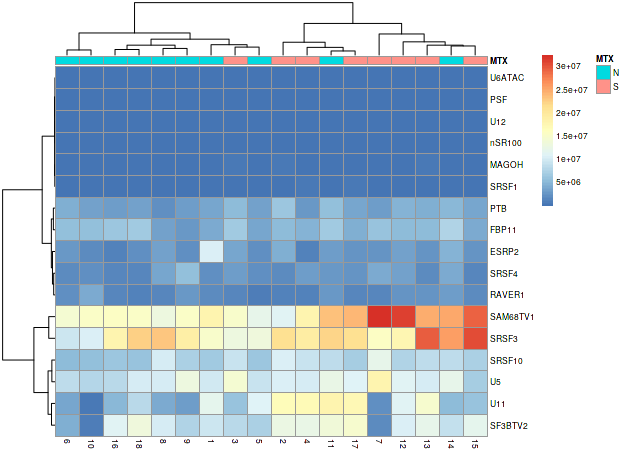 MTX
U6ATAC
PSF
U12
nSR100
MAGOH
SRSF1
PTB
FBP11
ESRP2
SRSF4
RAVER1
SAM68TV1
SRSF3
SRSF10
U5
U11
SF3BTV2
6 10 16 18 8 9 1 3 5 2 4 11 17 7 12 13 14 15
3e+07
2.5e+07
2e+07
1.5e+07
1e+07
5e+06
MTX
N
S